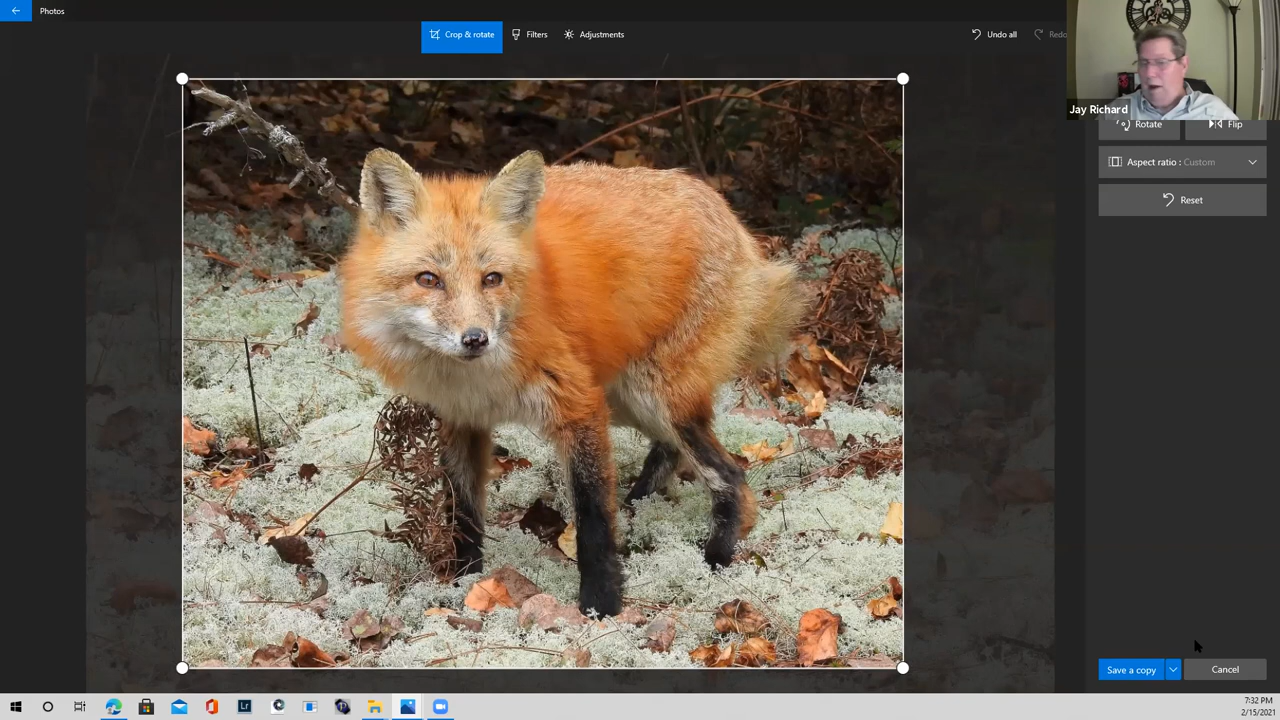 Photos
Crop & rotate
Filters
Adjustments
Undo all
Redo
Jay Richard
Rotate
Flip
Aspect ratio : Custom
Reset
Save a copy
Cancel
Lr
7:32 PM
2/15/2021